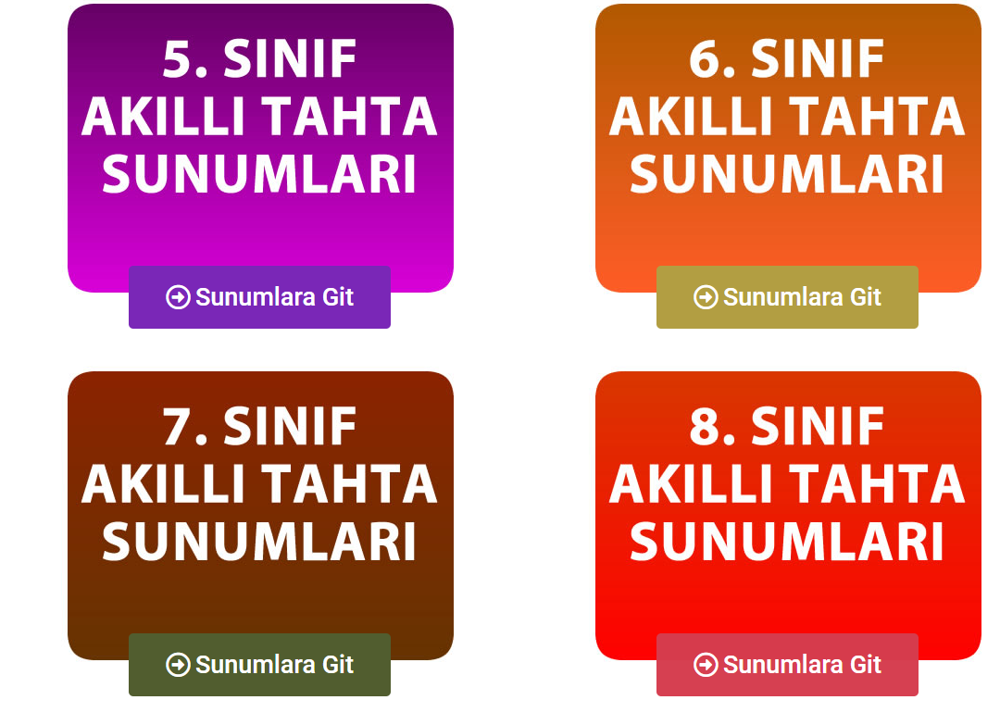 5. SINIF
AKILLI TAHTA
SUNUMLARI
Sunumlara Git
6. SINIF
AKILLI TAHTA
SUNUMLARI
Sunumlara Git
7. SINIF
AKILLI TAHTA
SUNUMLARI
Sunumlara Git
8. SINIF
AKILLI TAHTA
SUNUMLARI
Sunumlara Git